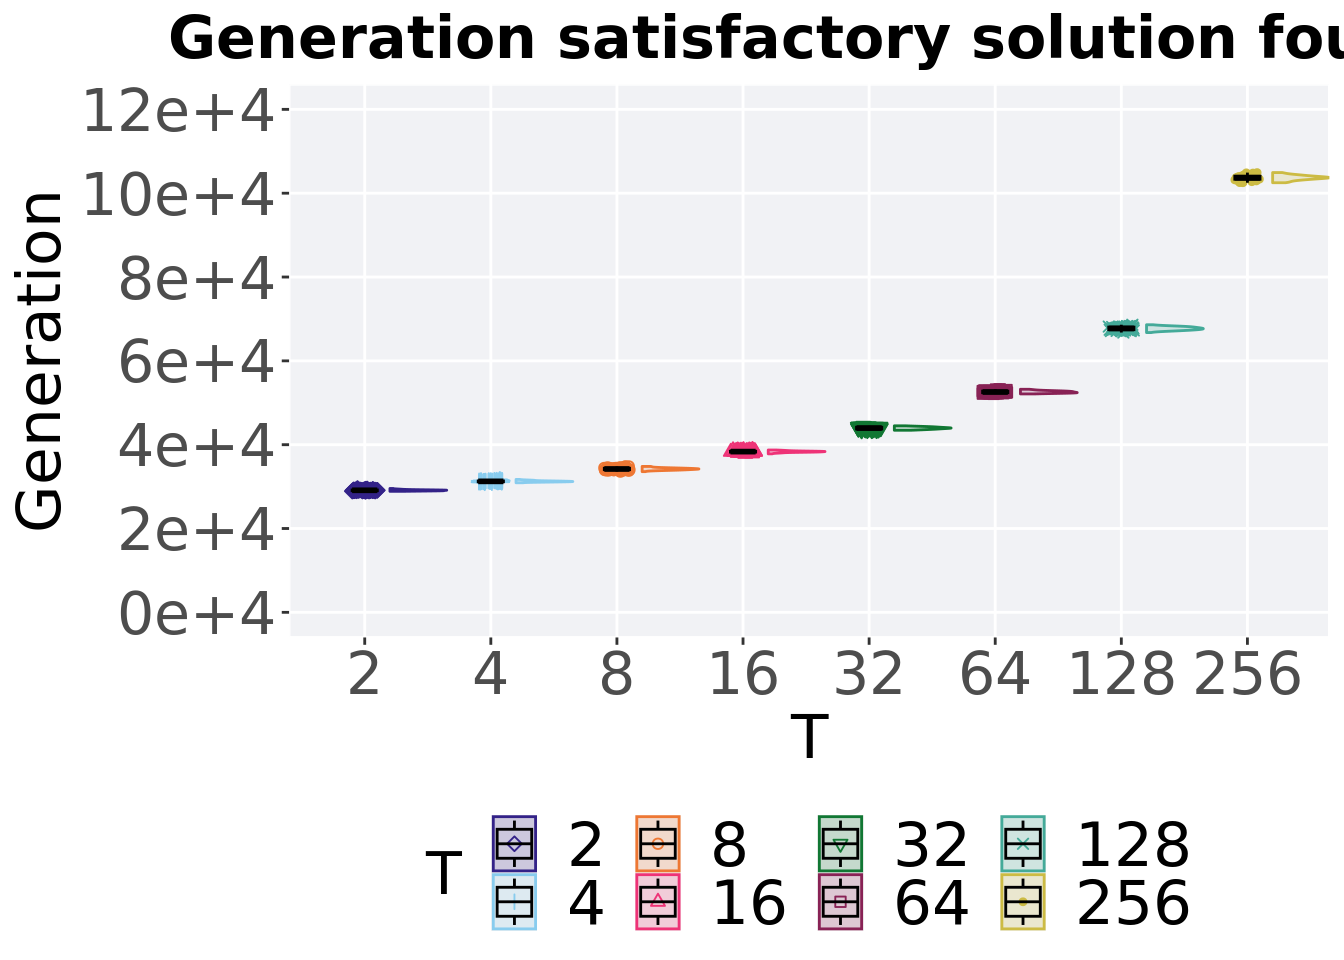 Generation satisfactory solution fou
12e+4
10e+4
8e+4
6e+4
4e+4
2e+4
0e+4
Generation
2 4 8 16 32 64 128 256
T
T
2 8 32 128
4 16 64 256